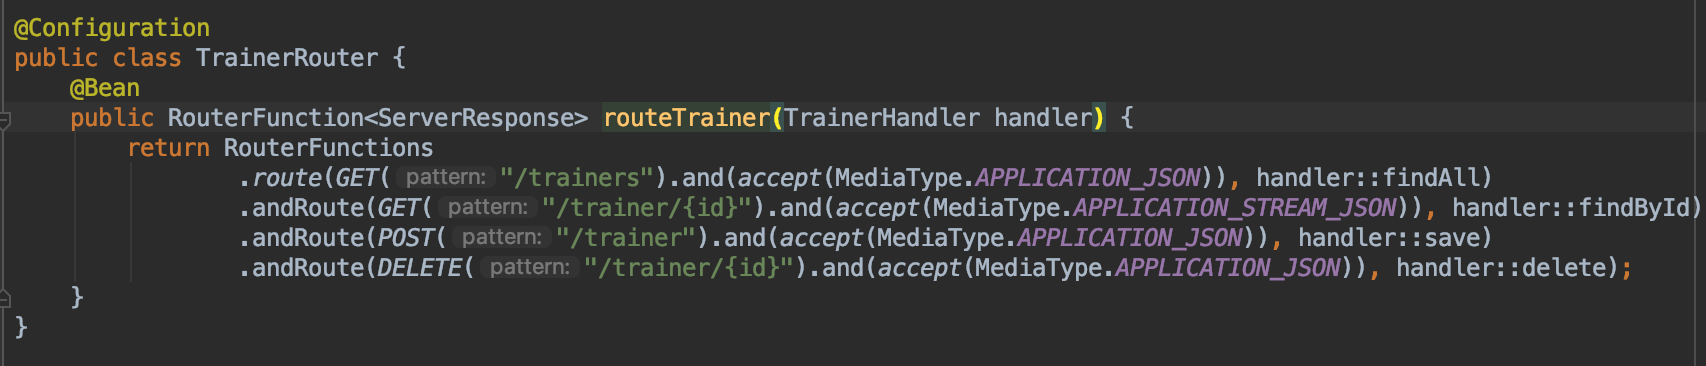 @Configuration
public class TrainerRouter {
@Bean
public RouterFunction<ServerResponse> routeTrainer(TrainerHandler handler) {
return RouterFunctions
.route(GET( pattern: "/trainers").and(accept(MediaType.APPLICATION_JSON)), handler::findAll)
.andRoute(GET( pattern: "/trainer/{id}").and(accept(MediaType.APPLICATION_STREAM_JSON)), handler::findById)
.andRoute(POST( pattern: "/trainer").and(accept(MediaType.APPLICATION_JSON)), handler::save)
.andRoute(DELETE( pattern: "/trainer/{id}").and(accept(MediaType.APPLICATION_JSON)), handler::delete);
}
}